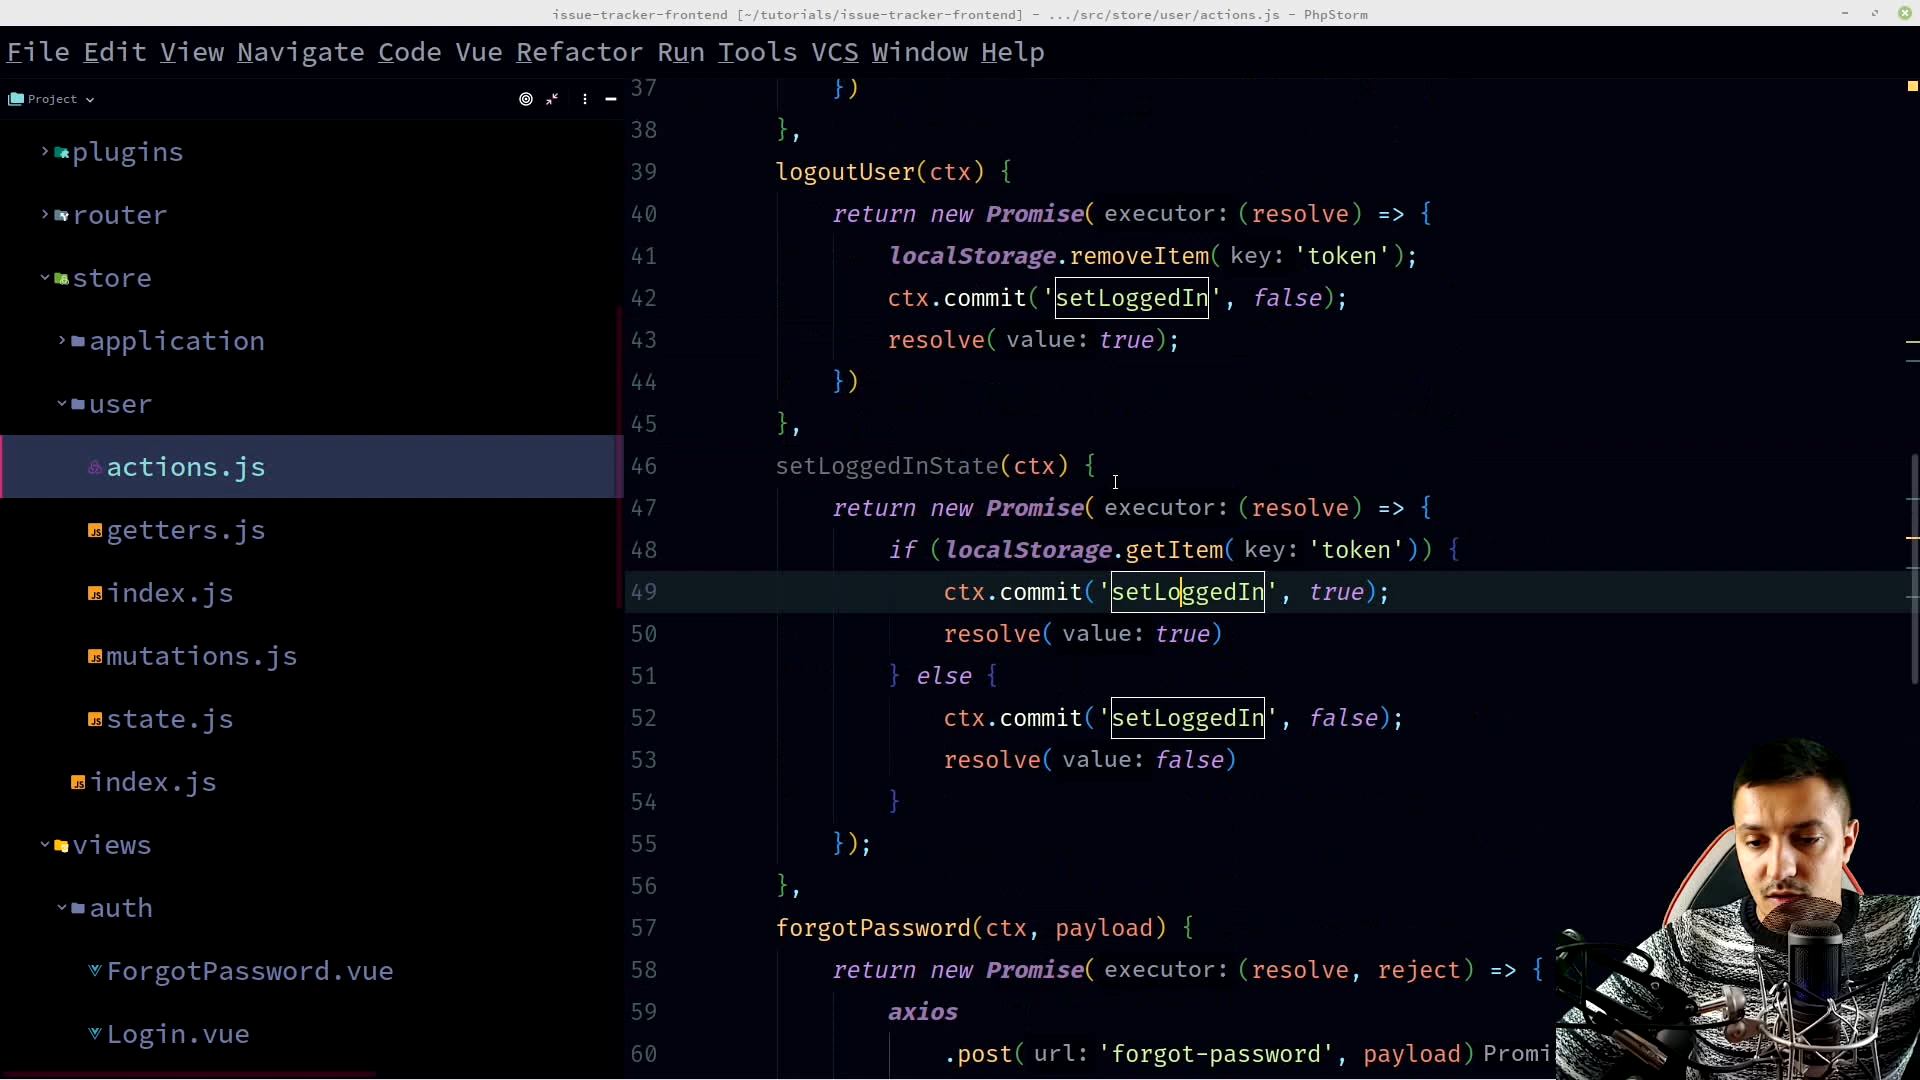 issue-tracker-frontend [~/tutorials/issue-tracker-frontend] - .../src/store/user/actions.js - PhpStorm
File Edit View Navigate Code Vue Refactor Run Tools VCS Window Help
Project
plugins
router
store
application
user
actions.js
getters.js
index.js
mutations.js
state.js
index.js
views
auth
ForgotPassword.vue
Login.vue
37 })
38 },
39 logoutUser(ctx) {
40 return new Promise( executor: (resolve) => {
41 localStorage.removeItem( key: 'token');
42 ctx.commit('setLoggedIn', false);
43 resolve( value: true);
44 })
45 },
46 setLoggedInState(ctx) {
47 return new Promise( executor: (resolve) => {
48 if (localStorage.getItem( key: 'token')) {
49 ctx.commit('setLoggedIn', true);
50 resolve( value: true)
51 } else {
52 ctx.commit('setLoggedIn', false);
53 resolve( value: false)
54 }
55 });
56 },
57 forgotPassword(ctx, payload) {
58 return new Promise( executor: (resolve, reject) => {
59 axios
60 .post( url: 'forgot-password', payload) Promi